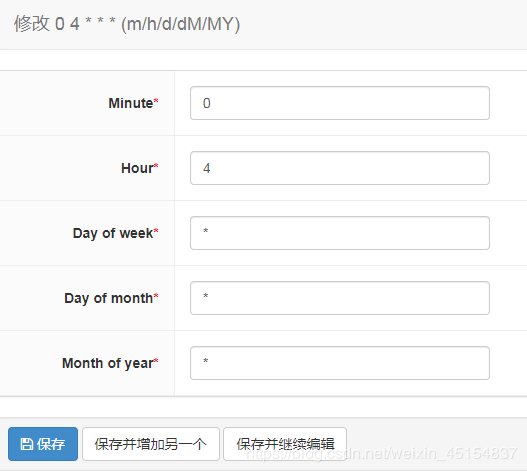 修改 0 4 * * * (m/h/d/dM/MY)
Minute* 0
Hour* 4
Day of week* *
Day of month* *
Month of year* *
保存 保存并增加另一个 保存并继续编辑
https://blog.csdn.net/weixin_45154837